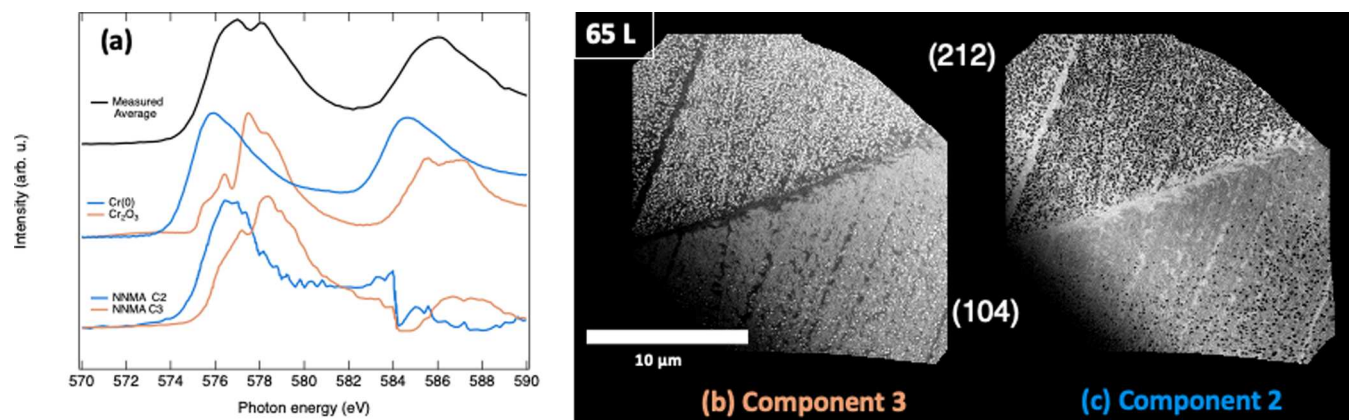 (a)
Intensity (arb. u.)
Measured
Average
Cr(0)
Cr₂O₃
NNMA C2
NNMA C3
570 572 574 576 578 580 582 584 586 588 590
Photon energy (eV)
65 L
(212)
(104)
10 µm
(b) Component 3
(c) Component 2